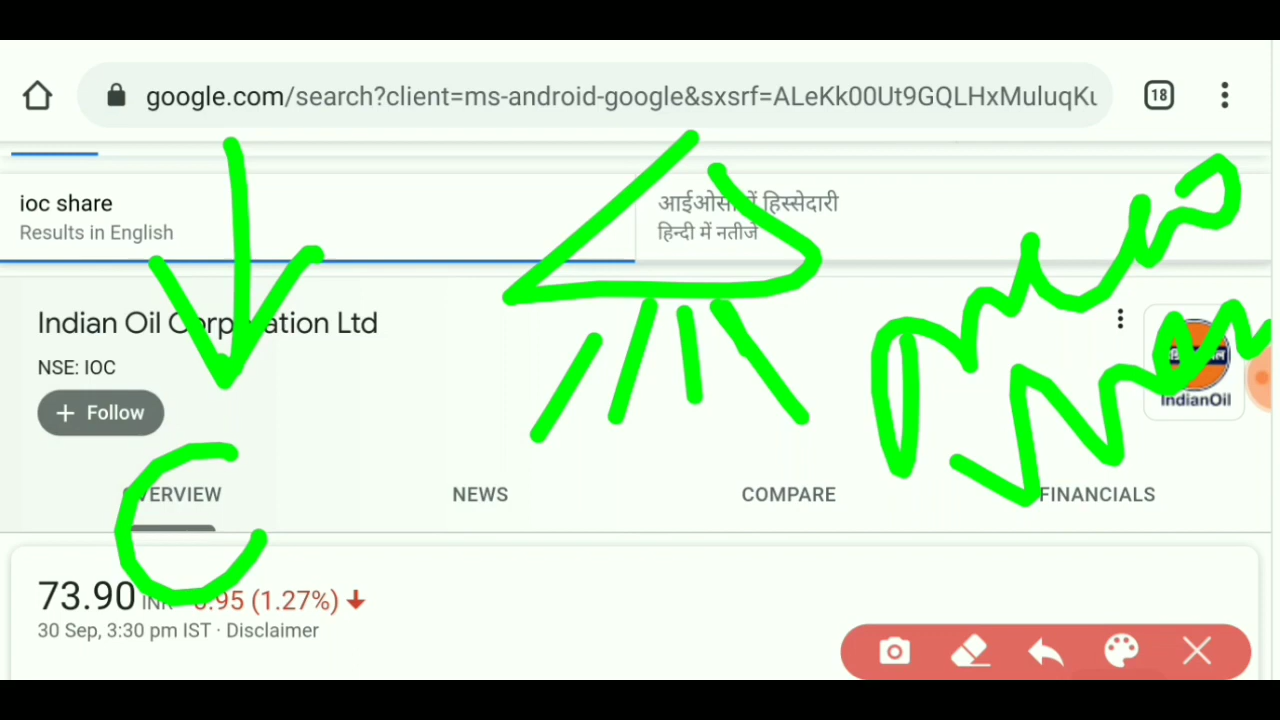 google.com/search?client=ms-android-google&sxsrf=ALeKk00Ut9GQLHxMuluqKu
18
ioc share
Results in English
आईओसी में हिस्सेदारी
हिन्दी में नतीजे
Indian Oil Corporation Ltd
NSE: IOC
+ Follow
IndianOil
OVERVIEW NEWS COMPARE FINANCIALS
73.90 INR 0.95 (1.27%)
30 Sep, 3:30 pm IST · Disclaimer